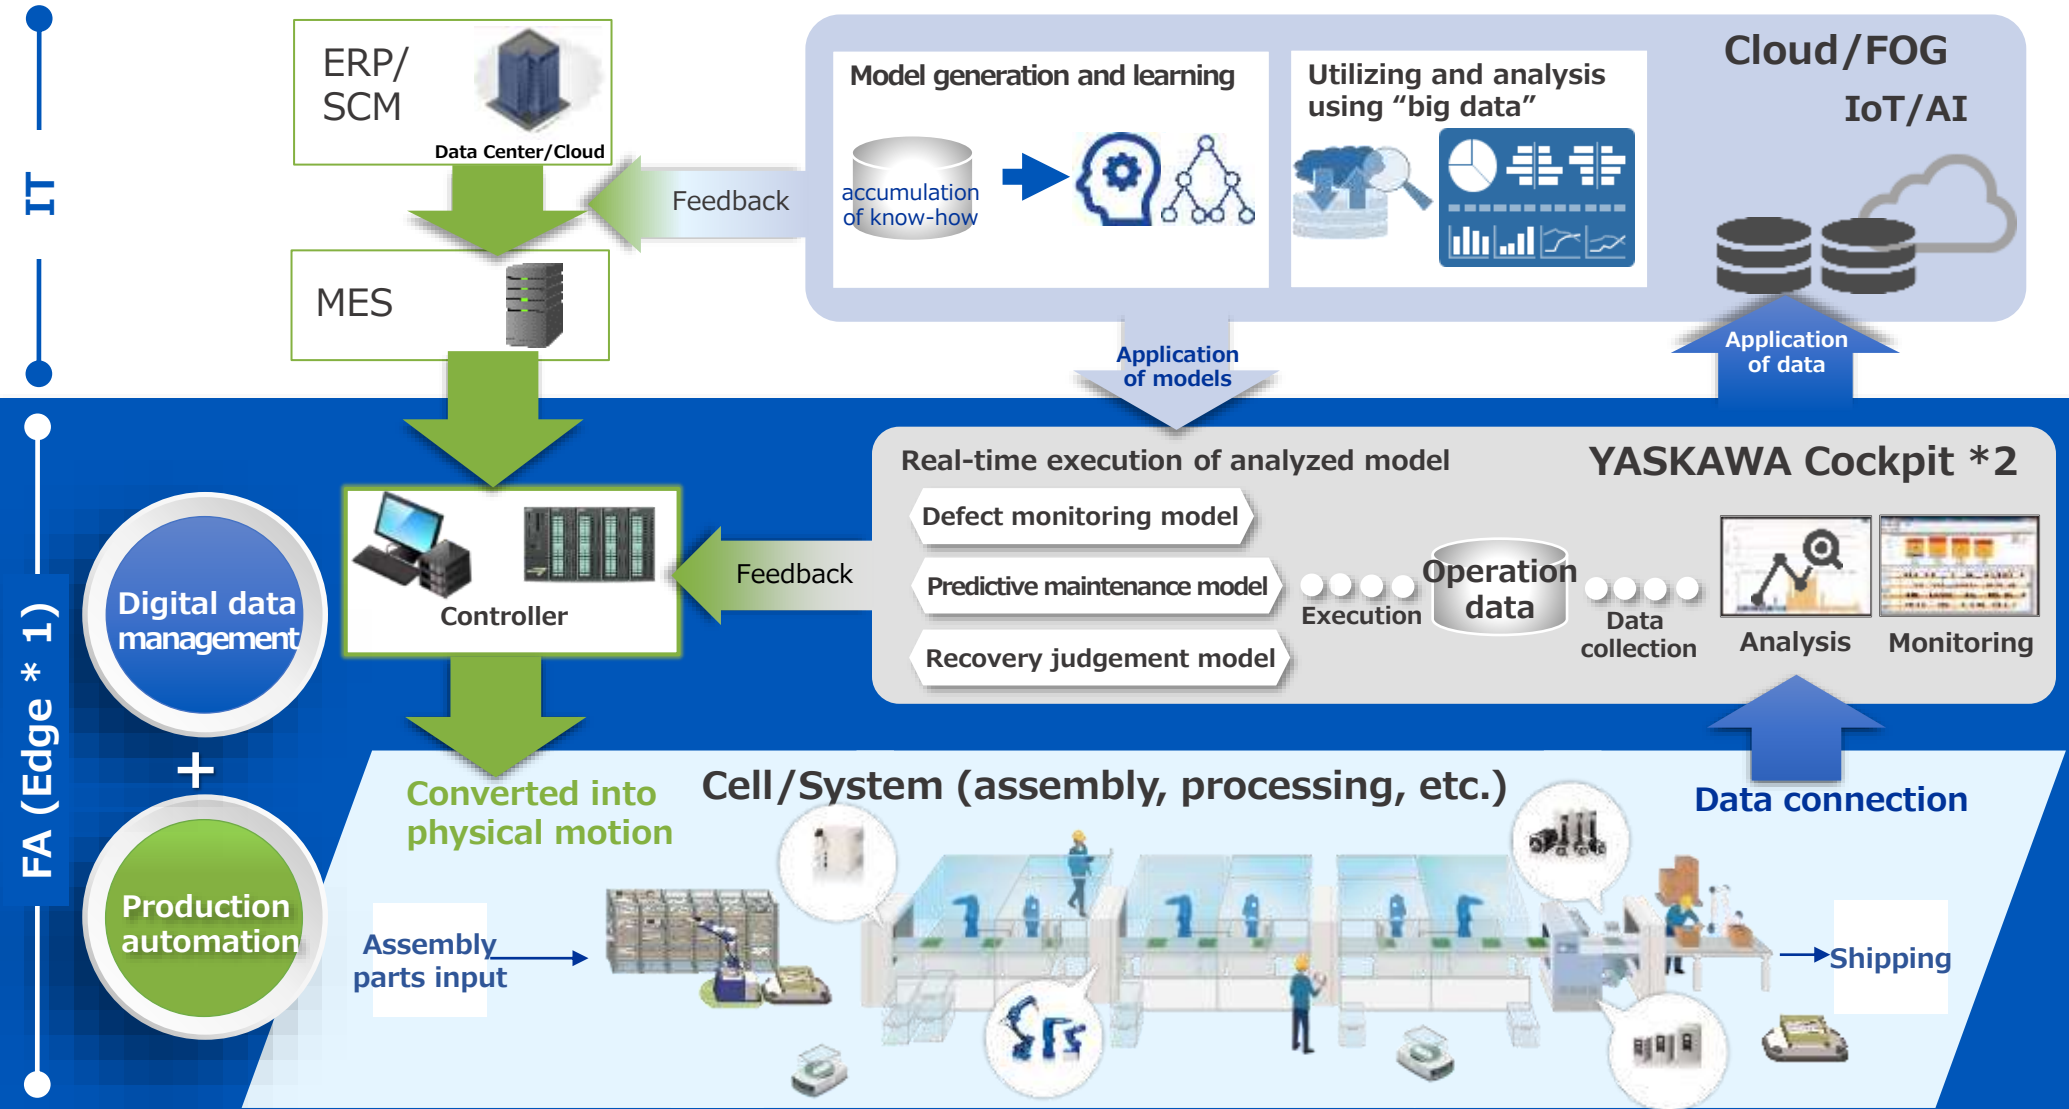 IT
ERP/
SCM
Data Center/Cloud
Feedback
Model generation and learning
accumulation
of know-how
Utilizing and analysis
using “big data”
Cloud/FOG
IoT/AI
MES
Application
of models
Application
of data
FA (Edge * 1)
Digital data
management
+
Production
automation
Controller
Feedback
Real-time execution of analyzed model
YASKAWA Cockpit *2
Defect monitoring model
Predictive maintenance model
Recovery judgement model
Execution
Operation
data
Data
collection
Analysis
Monitoring
Converted into
physical motion
Cell/System (assembly, processing, etc.)
Data connection
Assembly
parts input
Shipping